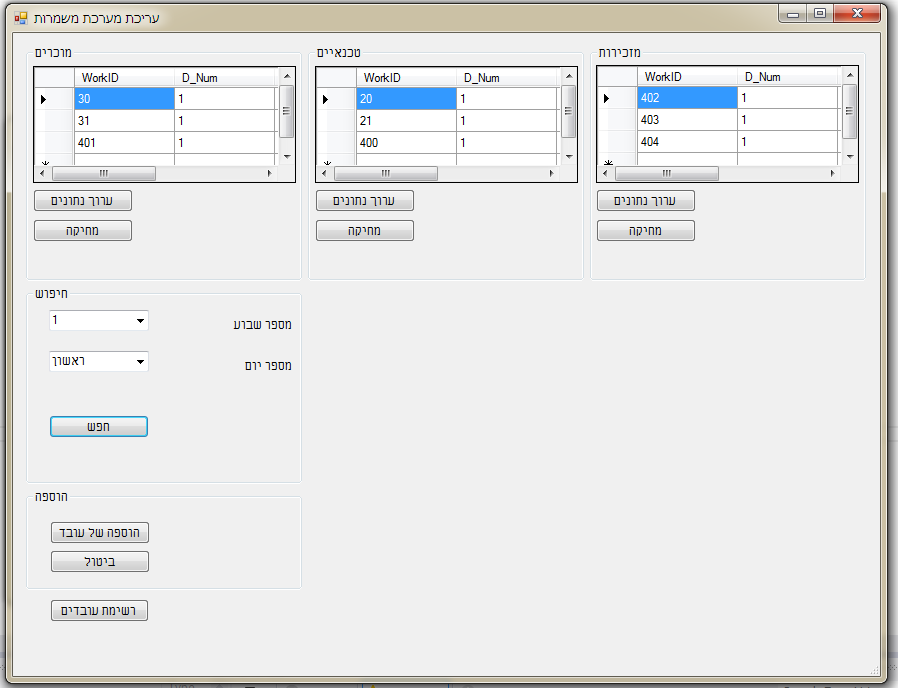 עריכת מערכת משמרות
מוכרים
WorkID D_Num
30 1
31 1
401 1
ערוך נתונים
מחיקה
טכנאיים
WorkID D_Num
20 1
21 1
400 1
ערוך נתונים
מחיקה
מזכירות
WorkID D_Num
402 1
403 1
404 1
ערוך נתונים
מחיקה
חיפוש
מספר שבוע 1
מספר יום ראשון
חפש
הוספה
הוספה של עובד
ביטול
רשימת עובדים